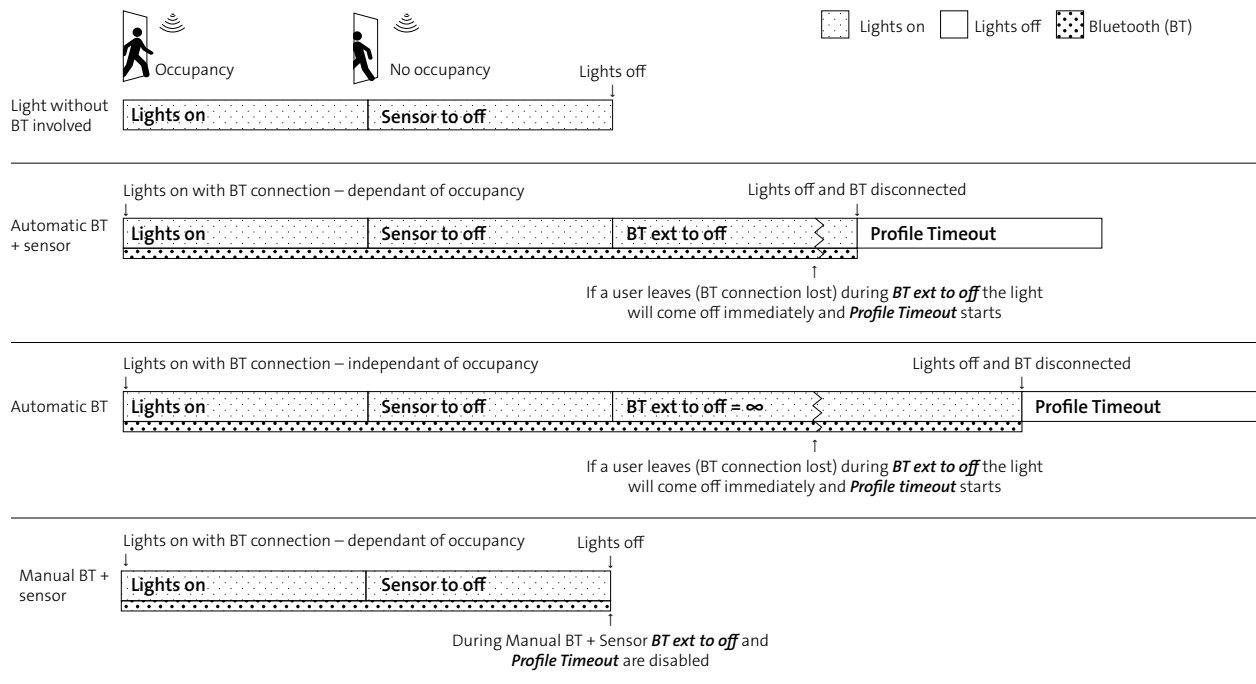 Lights on
Lights off
Bluetooth (BT)
Occupancy
No occupancy
Lights off
↓
Light without
BT involved
Lights on
Sensor to off
Lights on with BT connection – dependant of occupancy
↓
Lights off and BT disconnected
↓
Automatic BT
+ sensor
Lights on
Sensor to off
BT ext to off
Profile Timeout
↑
If a user leaves (BT connection lost) during BT ext to off the light
will come off immediately and Profile Timeout starts
Lights on with BT connection – independant of occupancy
↓
Lights off and BT disconnected
↓
Automatic BT
Lights on
Sensor to off
BT ext to off = ∞
Profile Timeout
↑
If a user leaves (BT connection lost) during BT ext to off the light
will come off immediately and Profile timeout starts
Lights on with BT connection – dependant of occupancy
↓
Lights off
↓
Manual BT +
sensor
Lights on
Sensor to off
↑
During Manual BT + Sensor BT ext to off and
Profile Timeout are disabled